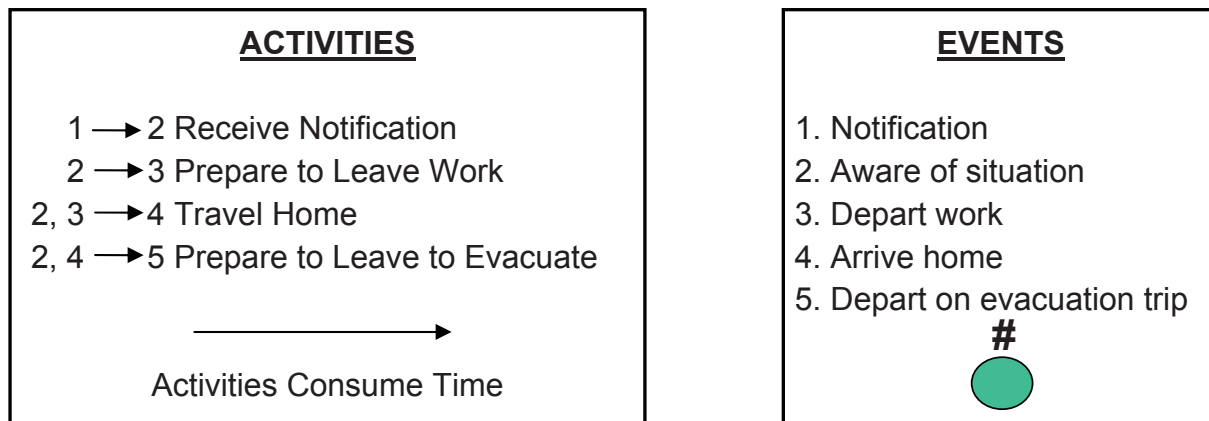 ACTIVITIES
1 → 2 Receive Notification
2 → 3 Prepare to Leave Work
2, 3 → 4 Travel Home
2, 4 → 5 Prepare to Leave to Evacuate
Activities Consume Time
EVENTS
1. Notification
2. Aware of situation
3. Depart work
4. Arrive home
5. Depart on evacuation trip
#